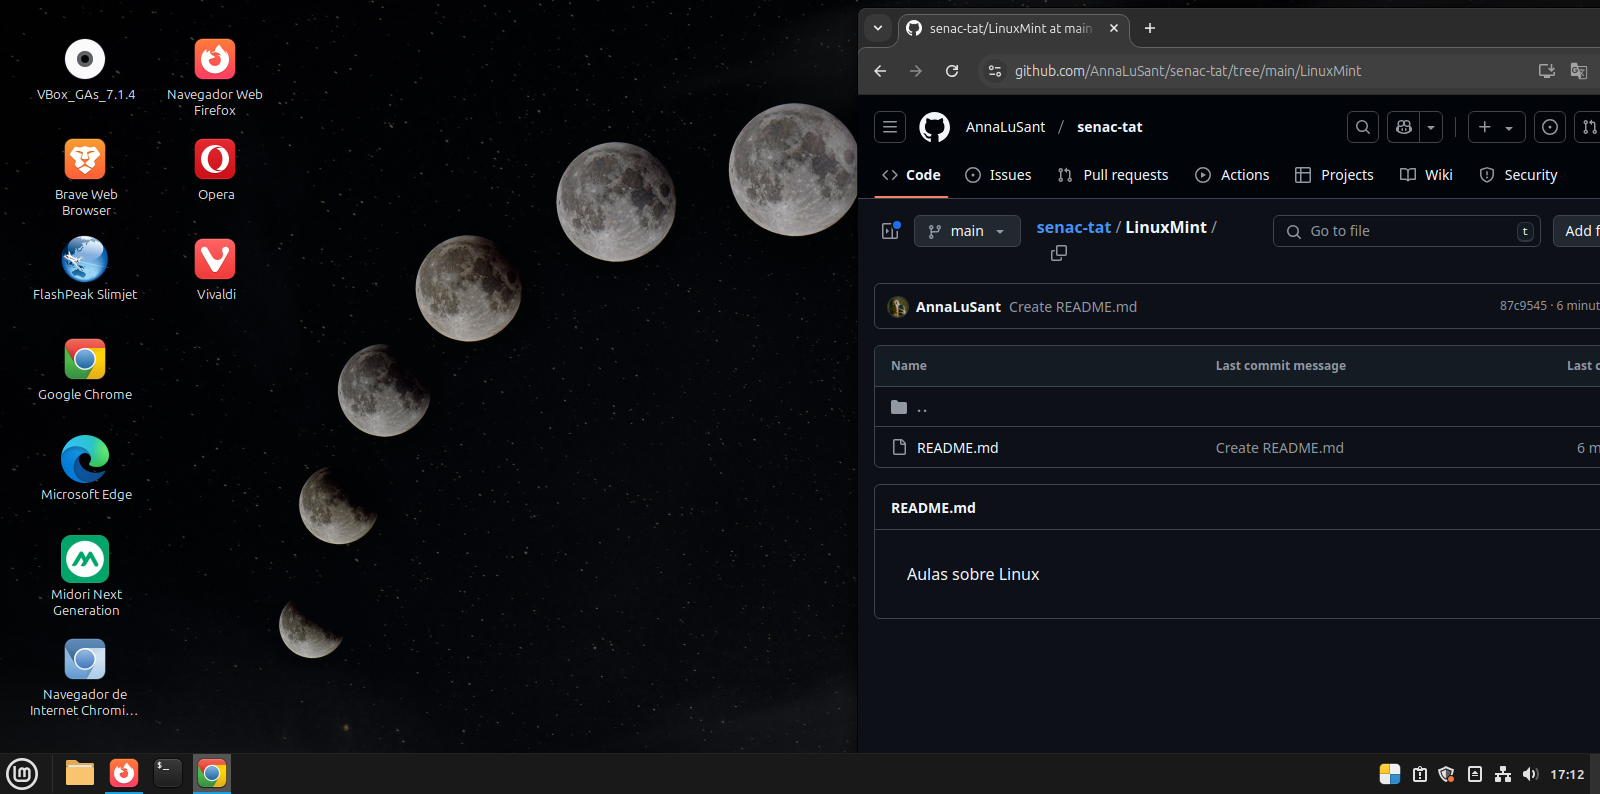 VBox_GAs_7.1.4
Navegador Web
Firefox
Brave Web
Browser
Opera
FlashPeak Slimjet
Vivaldi
Google Chrome
Microsoft Edge
Midori Next
Generation
Navegador de
Internet Chromi...
senac-tat/LinuxMint at main
github.com/AnnaLuSant/senac-tat/tree/main/LinuxMint
AnnaLuSant / senac-tat
Code Issues Pull requests Actions Projects Wiki Security
main senac-tat / LinuxMint / Go to file t Add f
AnnaLuSant Create README.md 87c9545 · 6 minut
Name Last commit message Last c
..
README.md Create README.md 6 m
README.md
Aulas sobre Linux
17:12